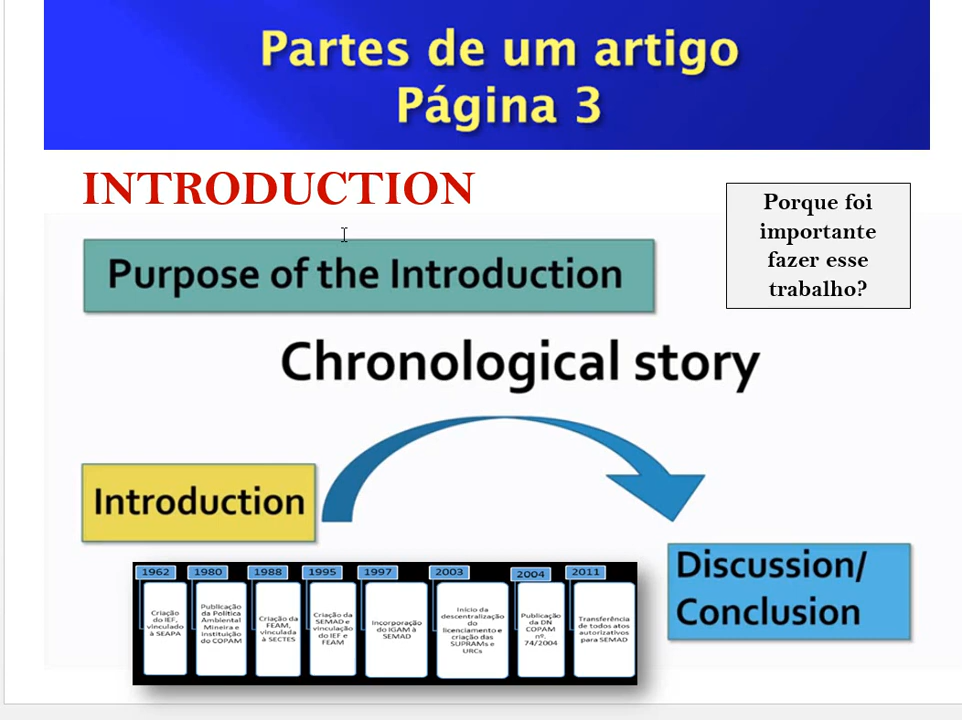 Partes de um artigo
Página 3
INTRODUCTION
Porque foi
importante
fazer esse
trabalho?
Purpose of the Introduction
Chronological story
Introduction
Discussion/
Conclusion
1962
Criação
do IEF,
vinculado
à SEAPA
1980
Publicação
da Política
Ambiental
Mineira e
instituição
do COPAM
1988
Criação da
FEAM,
vinculada
à SECTES
1995
Criação da
SEMAD e
vinculação
do IEF e
FEAM
1997
Incorporação
do IGAM à
SEMAD
2003
Início da
descentralização
do
licenciamento e
criação das
SUPRAMs e
URCs
2004
Publicação
da DN
COPAM
nº.
74/2004
2011
Transferência
de todos atos
autorizativos
para SEMAD